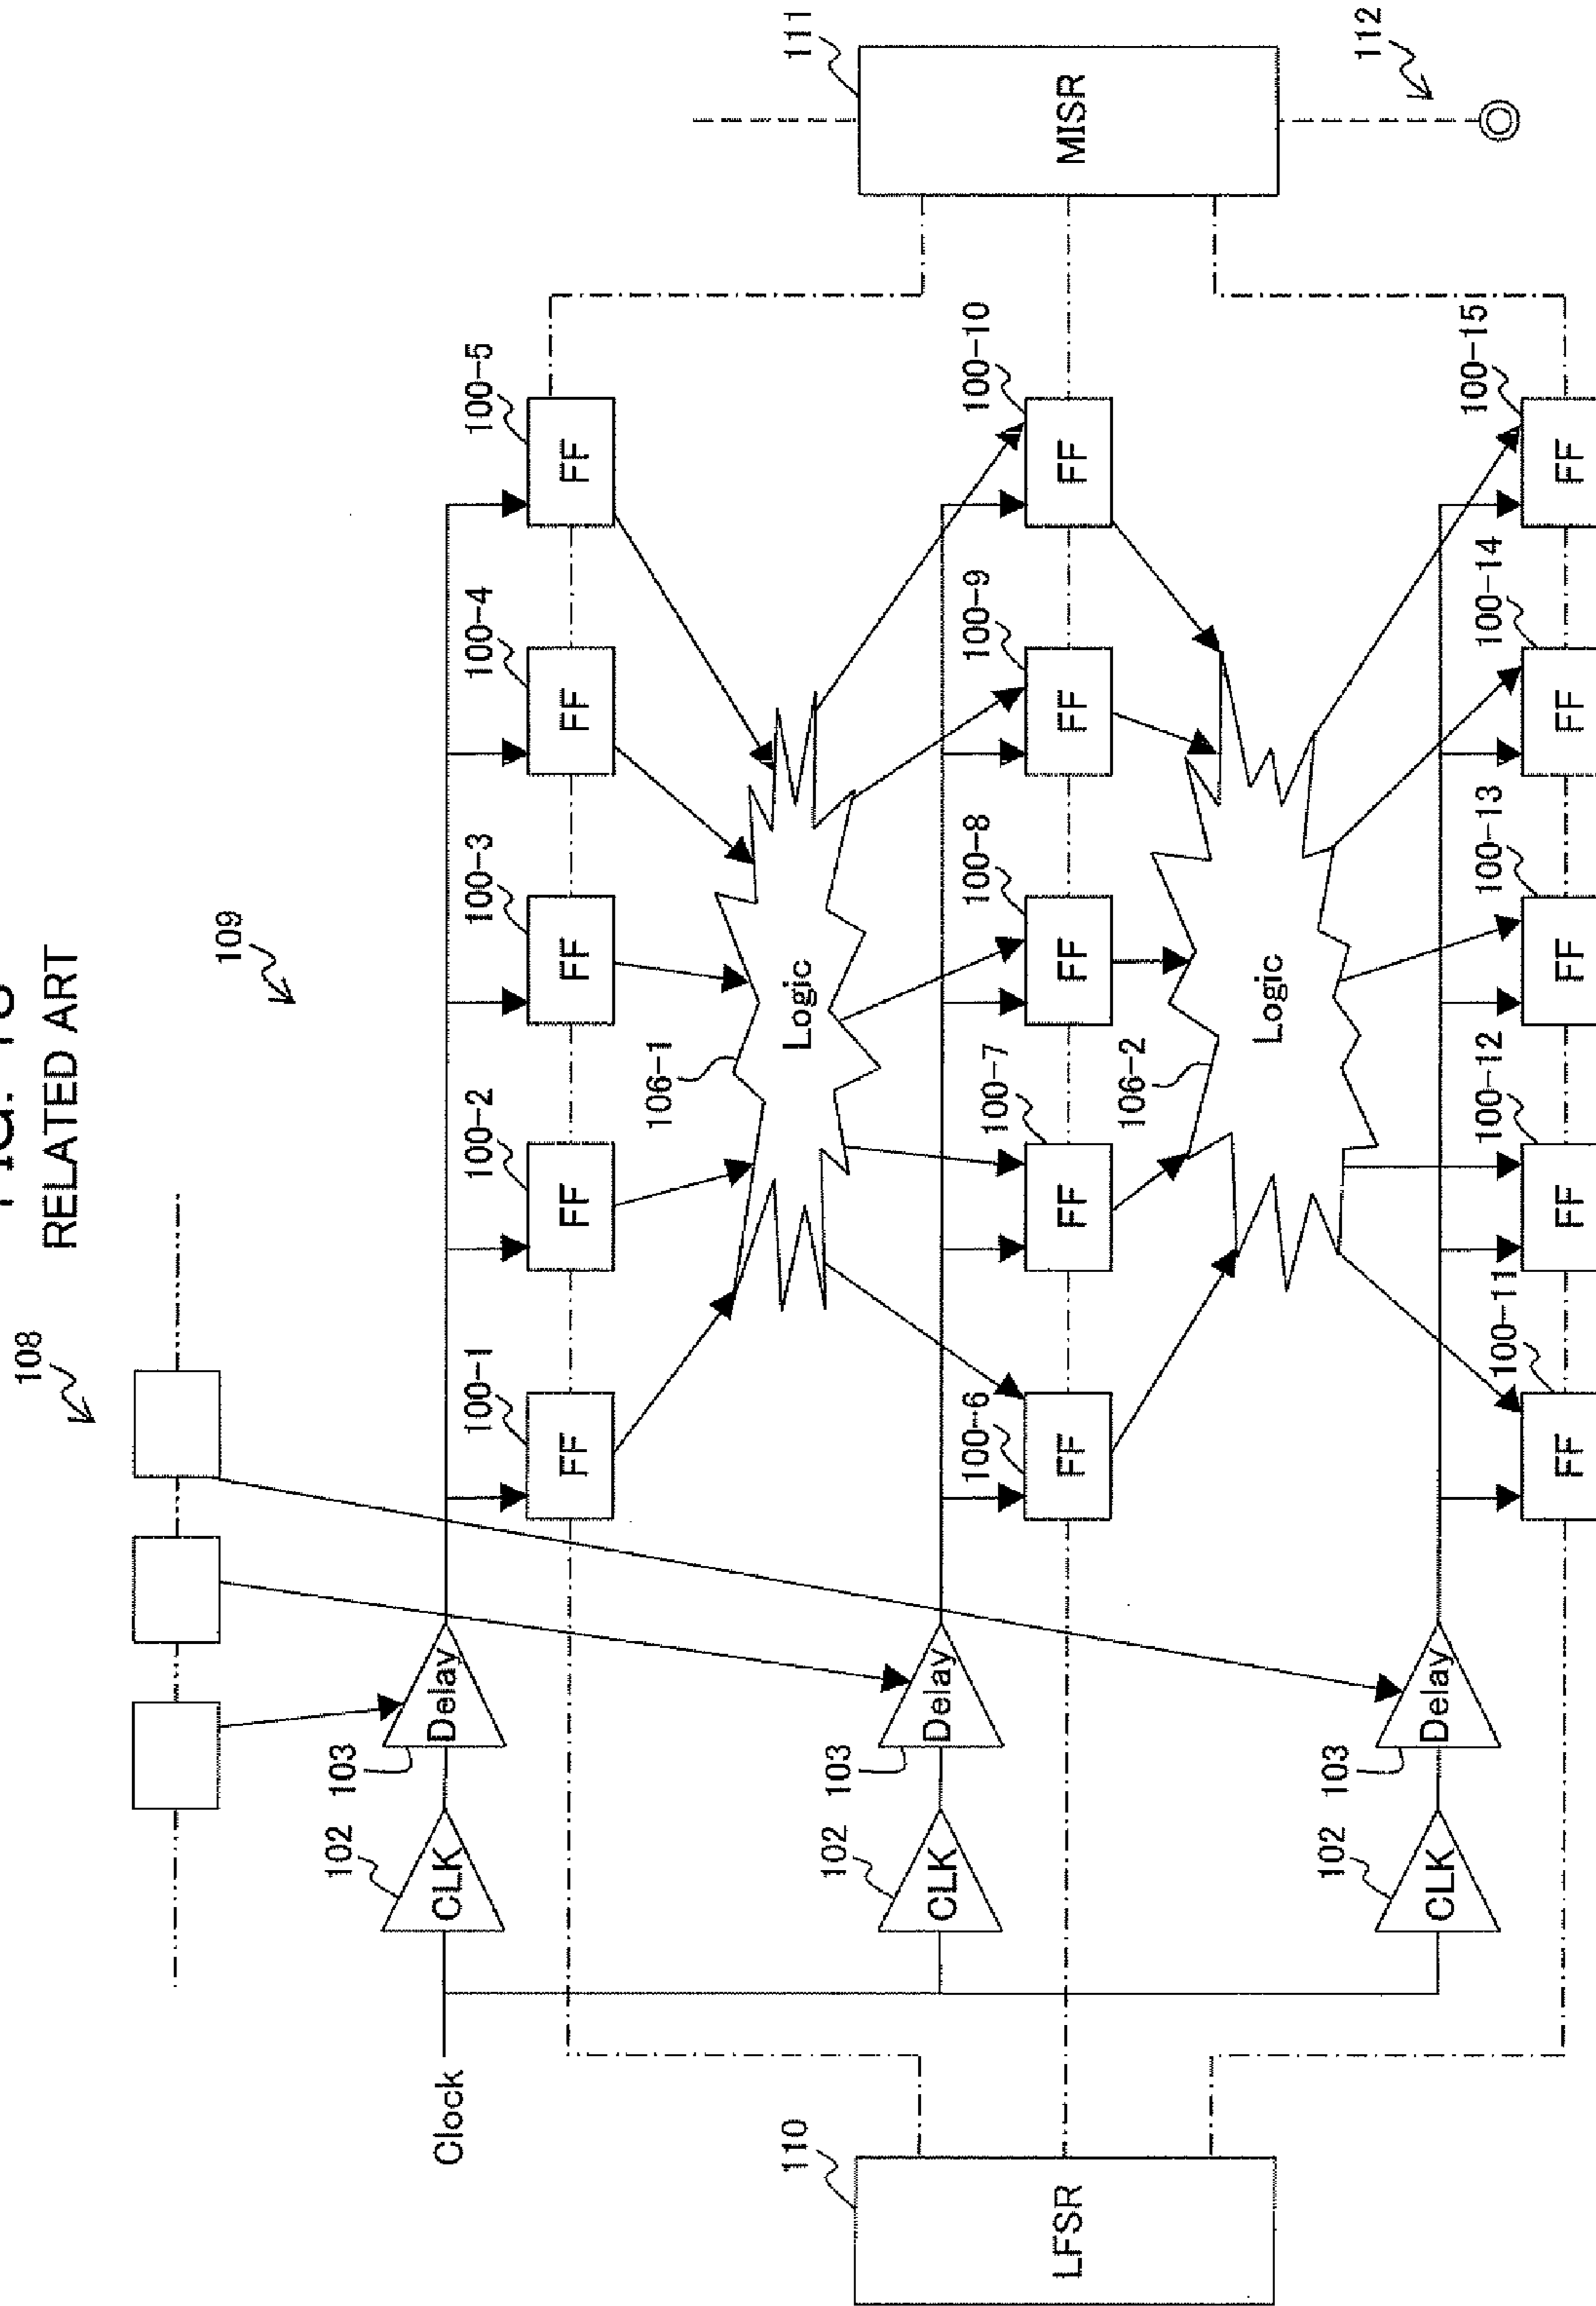 FIG. 18
RELATED ART
108
109
Clock
102
CLK
103
Delay
100-1
FF
100-2
FF
100-3
FF
100-4
FF
100-5
FF
106-1
Logic
111
MISR
110
LFSR
102
CLK
103
Delay
100-6
FF
100-7
FF
100-8
FF
100-9
FF
100-10
FF
106-2
Logic
112
102
CLK
103
Delay
100-11
FF
100-12
FF
100-13
FF
100-14
FF
100-15
FF